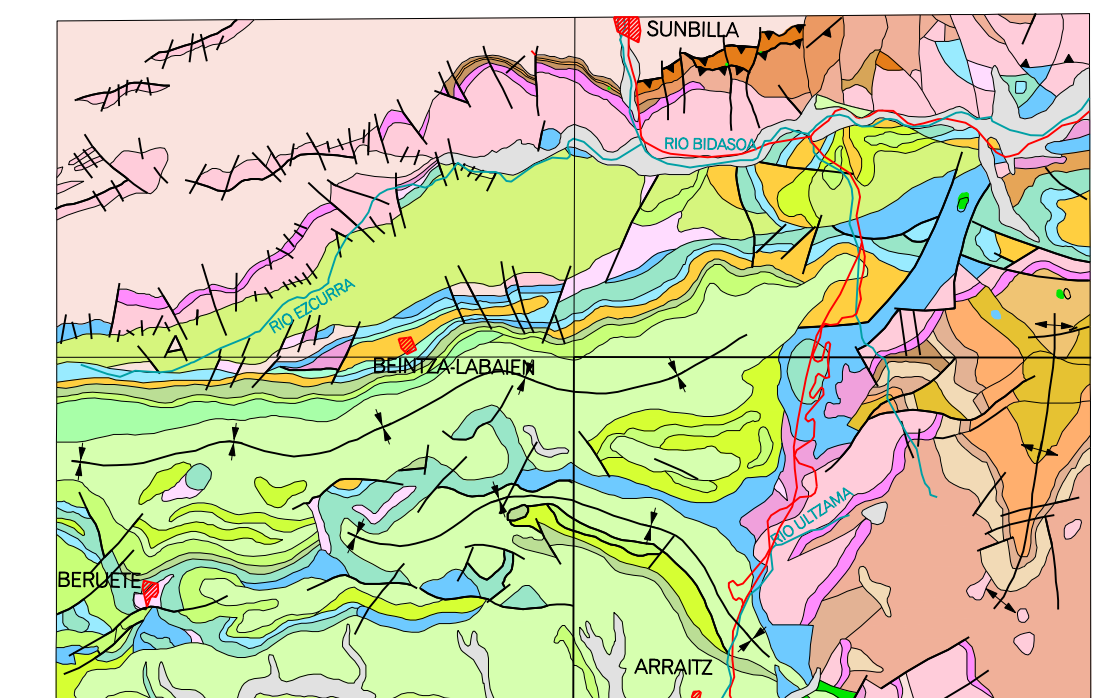 SUNBILLA
RIO BIDASOA
RIO EZCURRA
BEINTZA-LABAIEN
RIO ULTZAMA
BERUETE
ARRAITZ